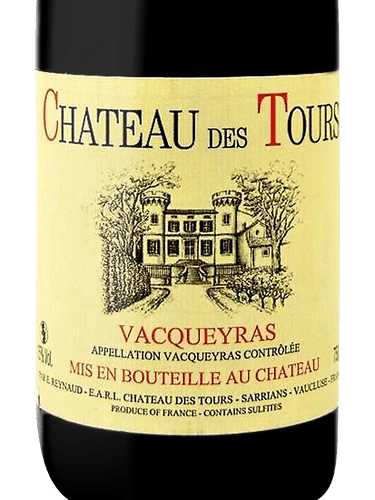 CHATEAU DES TOURS
VACQUEYRAS
APPELLATION VACQUEYRAS CONTRÔLÉE
MIS EN BOUTEILLE AU CHATEAU
E. REYNAUD - E.A.R.L. CHATEAU DES TOURS - SARRIANS - VAUCLUSE -
PRODUCE OF FRANCE - CONTAINS SULFITES